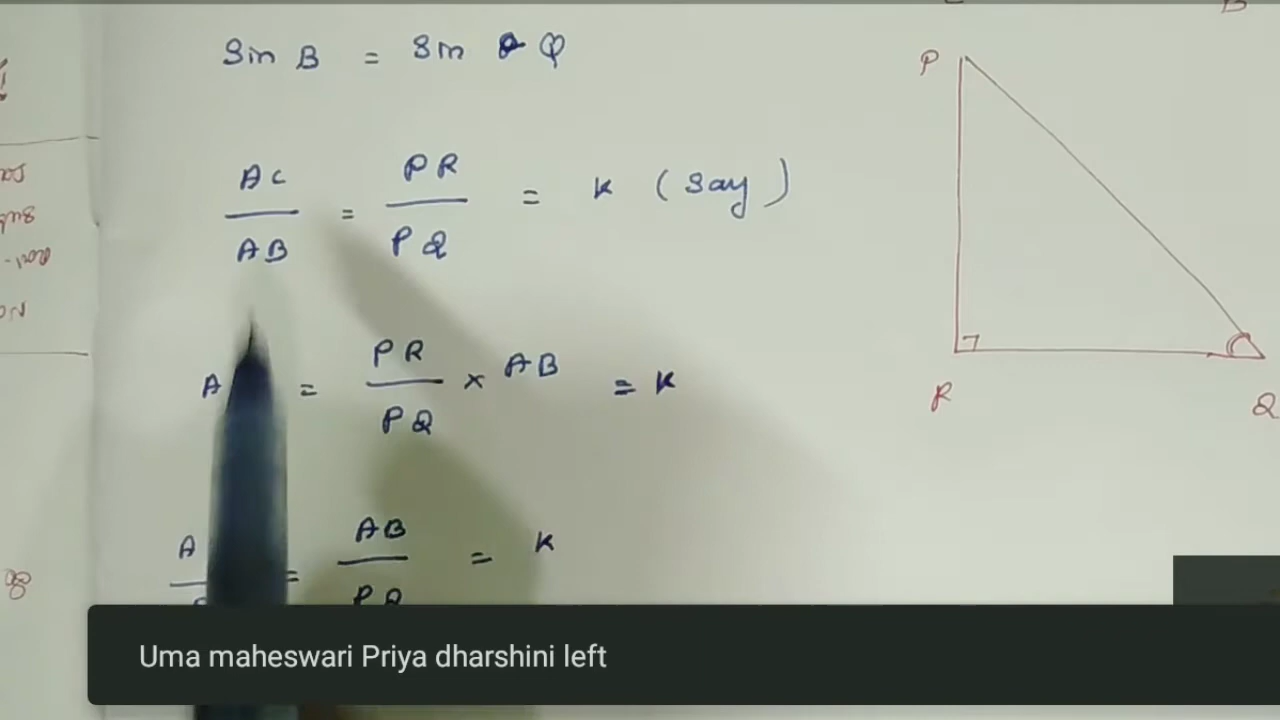 Sin B = Sin Q
AC / AB = PR / PQ = K (Say)
A = PR / PQ × AB = K
A = AB / PQ = K
P
R
Q
B
Uma maheswari Priya dharshini left